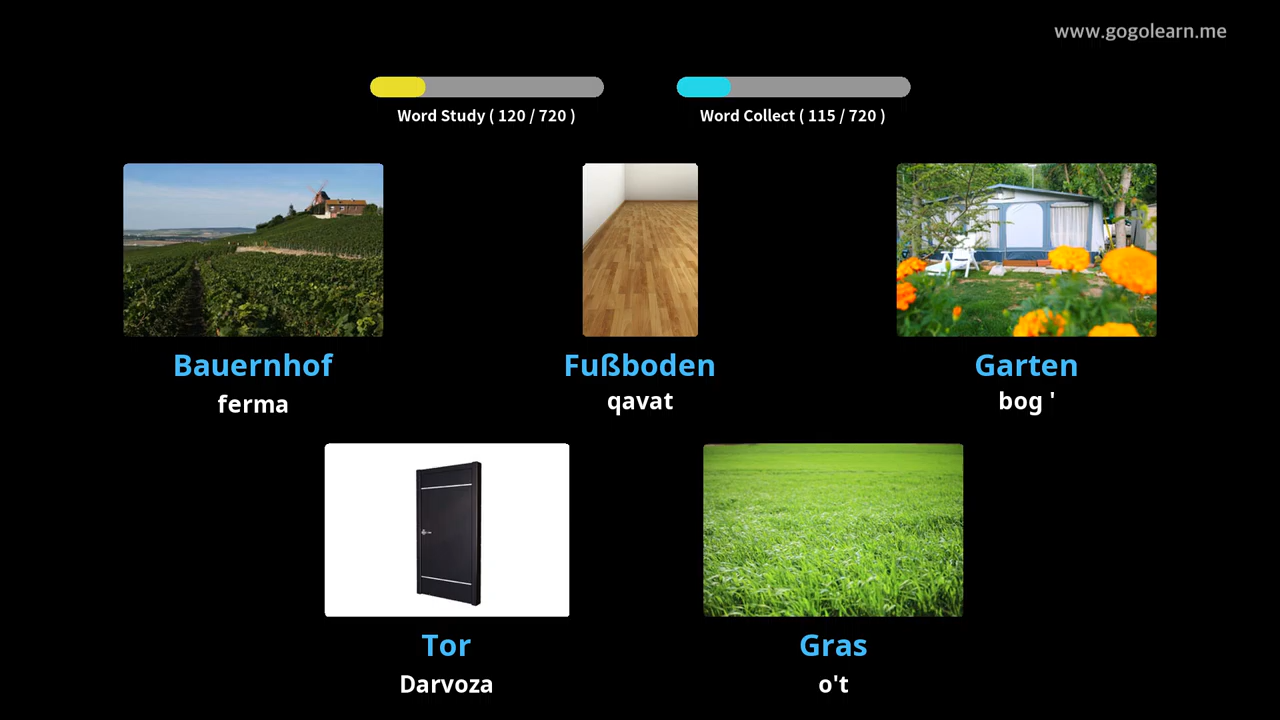 www.gogolearn.me
Word Study ( 120 / 720 )
Word Collect ( 115 / 720 )
Bauernhof
ferma
Fußboden
qavat
Garten
bog '
Tor
Darvoza
Gras
o't